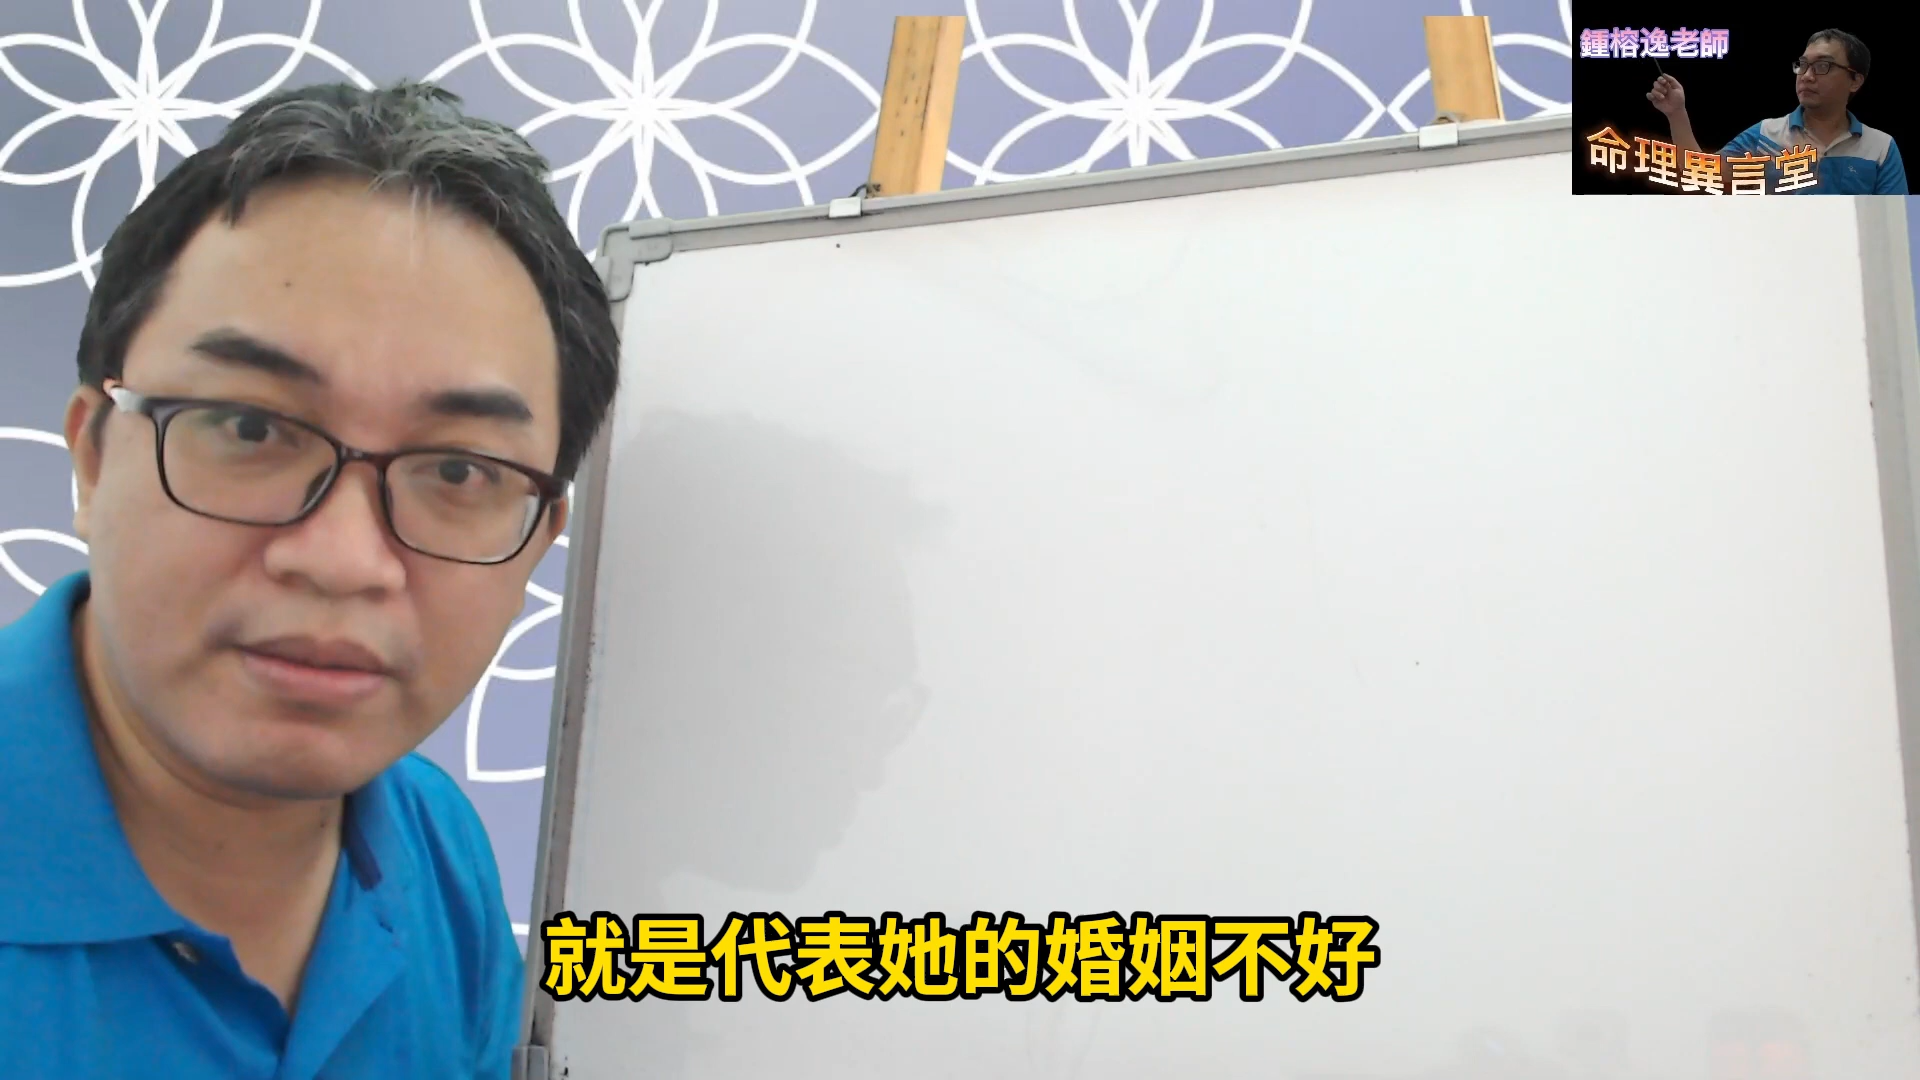 鍾榕逸老師
命理異言堂
就是代表她的婚姻不好